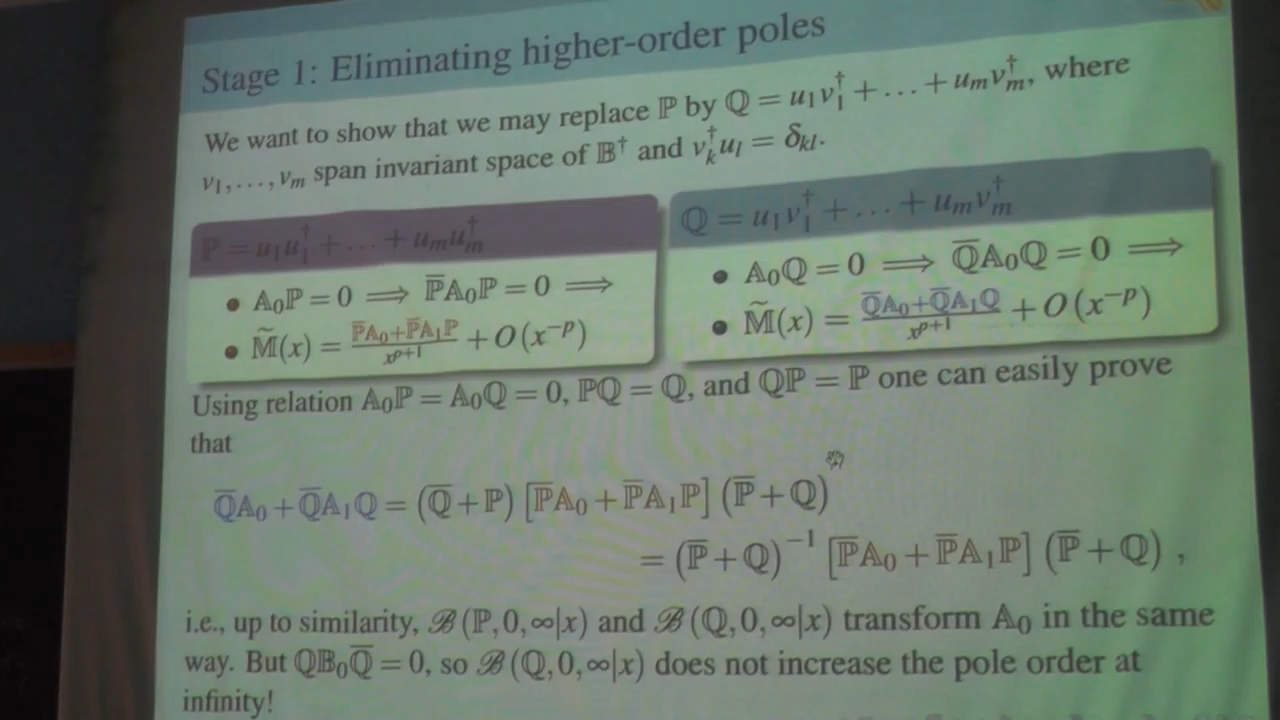 Stage 1: Eliminating higher-order poles
We want to show that we may replace ℙ by ℚ = u₁v₁† + … + uₘvₘ†, where
v₁,…,vₘ span invariant space of 𝔹† and vₖ†uₗ = δₖₗ.
ℙ = u₁u₁† + … + uₘuₘ†
• 𝔸₀ℙ = 0 ⟹ ℙ̅𝔸₀ℙ = 0 ⟹
• 𝕄̃(x) = (ℙ̅𝔸₀+ℙ̅𝔸₁ℙ)/x^{p+1} + O(x^{-p})
ℚ = u₁v₁† + … + uₘvₘ†
• 𝔸₀ℚ = 0 ⟹ ℚ̅𝔸₀ℚ = 0 ⟹
• 𝕄̃(x) = (ℚ̅𝔸₀+ℚ̅𝔸₁ℚ)/x^{p+1} + O(x^{-p})
Using relation 𝔸₀ℙ = 𝔸₀ℚ = 0, ℙℚ = ℚ, and ℚℙ = ℙ one can easily prove
that
ℚ̅𝔸₀ + ℚ̅𝔸₁ℚ = (ℚ̅ + ℙ) [ℙ̅𝔸₀ + ℙ̅𝔸₁ℙ] (ℙ̅ + ℚ)
= (ℙ̅ + ℚ)⁻¹ [ℙ̅𝔸₀ + ℙ̅𝔸₁ℙ] (ℙ̅ + ℚ) ,
i.e., up to similarity, ℬ(ℙ,0,∞|x) and ℬ(ℚ,0,∞|x) transform 𝔸₀ in the same
way. But ℚ𝔹₀ℚ̅ = 0, so ℬ(ℚ,0,∞|x) does not increase the pole order at
infinity!